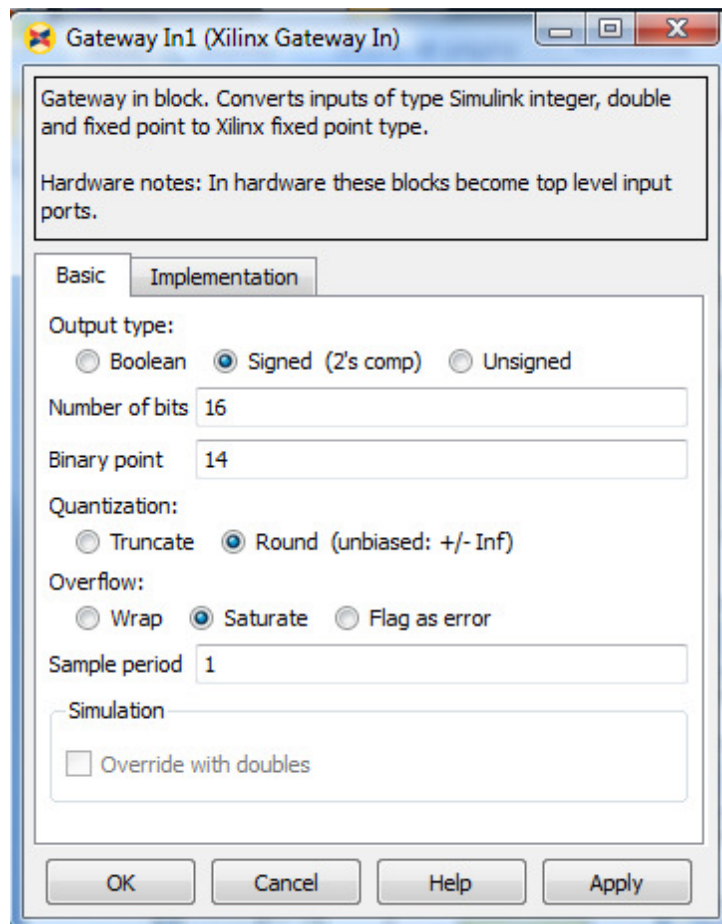 Gateway In1 (Xilinx Gateway In)
Gateway in block. Converts inputs of type Simulink integer, double
and fixed point to Xilinx fixed point type.
Hardware notes: In hardware these blocks become top level input
ports.
Basic Implementation
Output type:
Boolean Signed (2's comp) Unsigned
Number of bits 16
Binary point 14
Quantization:
Truncate Round (unbiased: +/- Inf)
Overflow:
Wrap Saturate Flag as error
Sample period 1
Simulation
Override with doubles
OK Cancel Help Apply